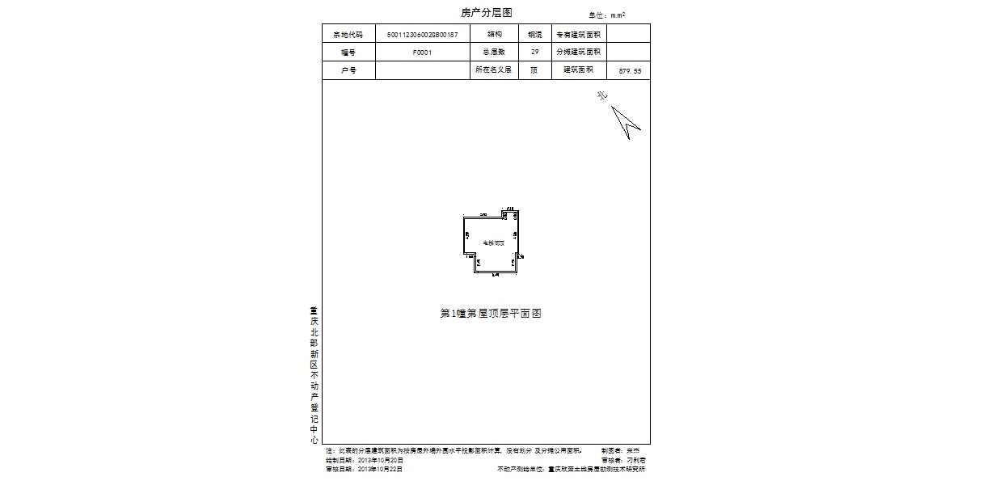 房产分层图
单位：m.m²
宗地代码 500112306002GB00187 结构 钢混 专有建筑面积
幢号 F0001 总层数 29 分摊建筑面积
户号 所在名义层 顶 建筑面积 879.55
北
电梯间顶
第1幢第屋顶层平面图
重庆北部新区不动产登记中心
注：此表的分层建筑面积为按房屋外墙外围水平投影面积计算，没有划分 及分摊公用面积。 制图者：宋杰
绘制日期：2013年10月20日 审核者：刁利君
审核日期：2013年10月22日 不动产测绘单位：重庆欣荣土地房屋勘测技术研究所